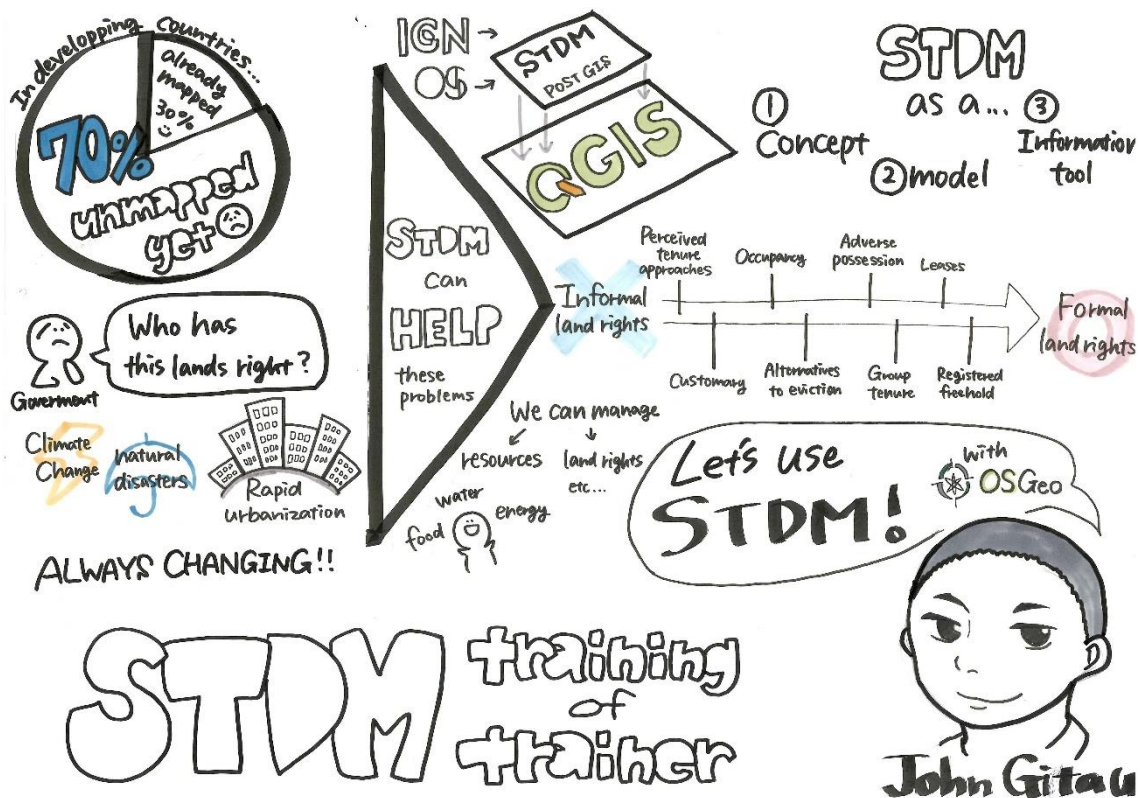 In developping countries...
already
mapped
30%
70%
unmapped
yet
Who has
this lands right?
Goverment
Climate
Change
natural
disasters
Rapid
urbanization
ALWAYS CHANGING!!
IGN
OS
STDM
POST GIS
QGIS
STDM
can
HELP
these
problems
STDM
as a...
① Concept
② model
③ Information
tool
Informal
land rights
Perceived
tenure
approaches
Occupancy
Adverse
possession
Leases
Customary
Alternatives
to eviction
Group
tenure
Registered
freehold
Formal
land rights
We can manage
resources
land rights
etc...
water
food
energy
Let's use
STDM!
with
OSGeo
STDM training
of
trainer
John Gitau